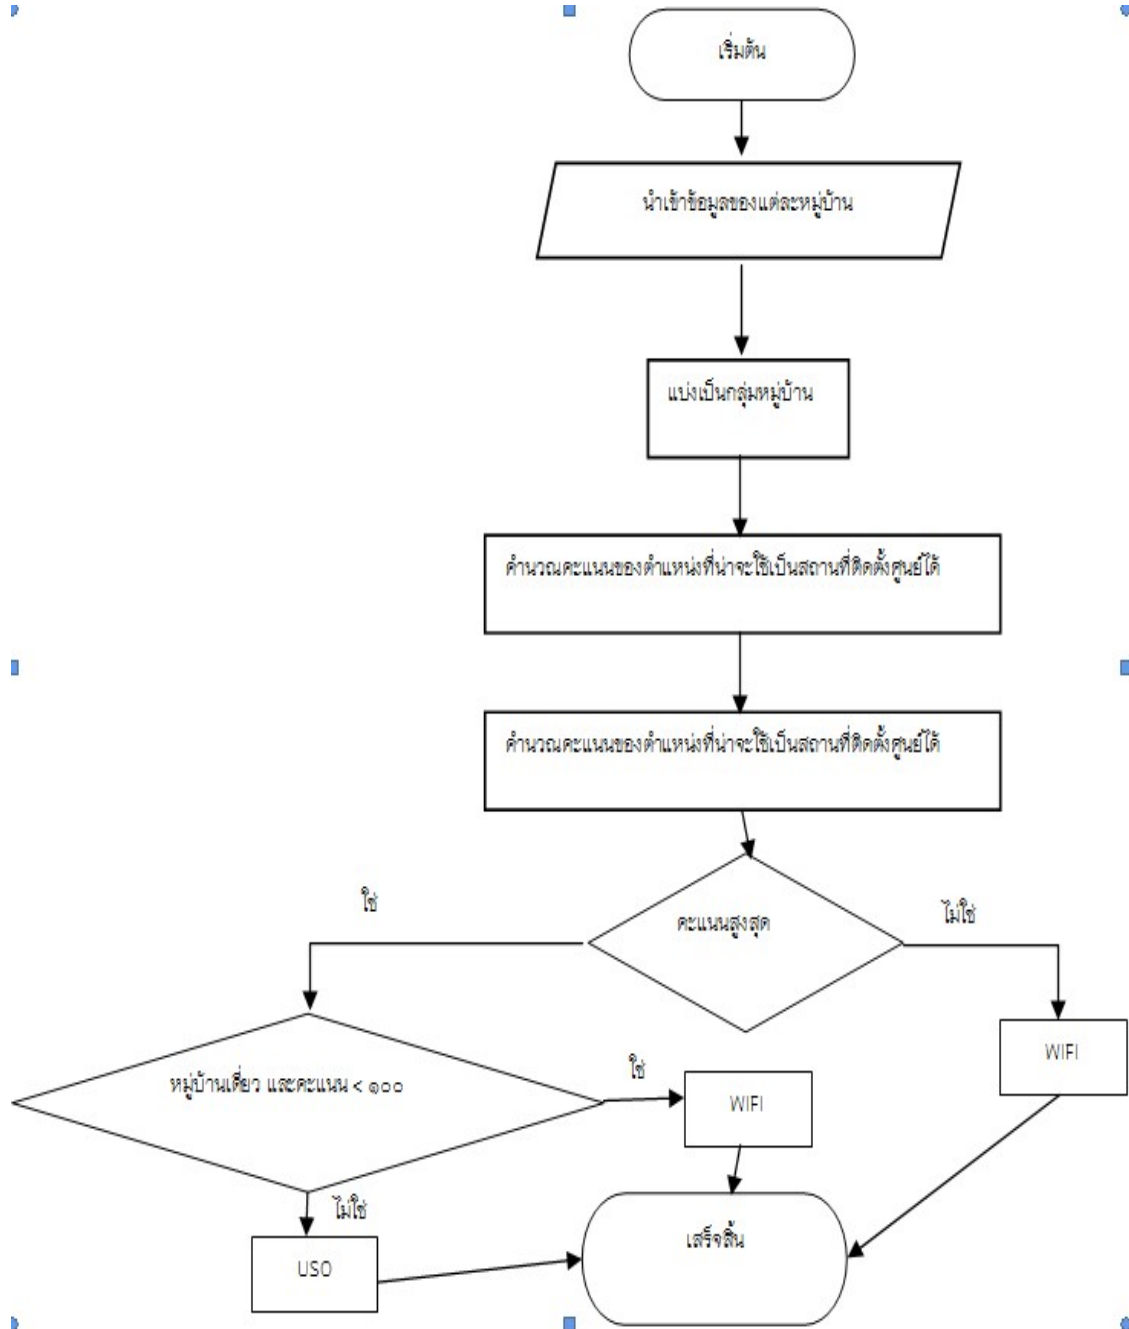 เริ่มต้น
นำเข้าข้อมูลของแต่ละหมู่บ้าน
แบ่งเป็นกลุ่มหมู่บ้าน
คำนวณคะแนนของตำแหน่งที่น่าจะใช้เป็นสถานที่ติดตั้งศูนย์ได้
คำนวณคะแนนของตำแหน่งที่น่าจะใช้เป็นสถานที่ติดตั้งศูนย์ได้
ใช่
คะแนนสูงสุด
ไม่ใช่
WIFI
หมู่บ้านเดี่ยว และคะแนน < ๑๐๐
ใช่
WIFI
ไม่ใช่
USO
เสร็จสิ้น